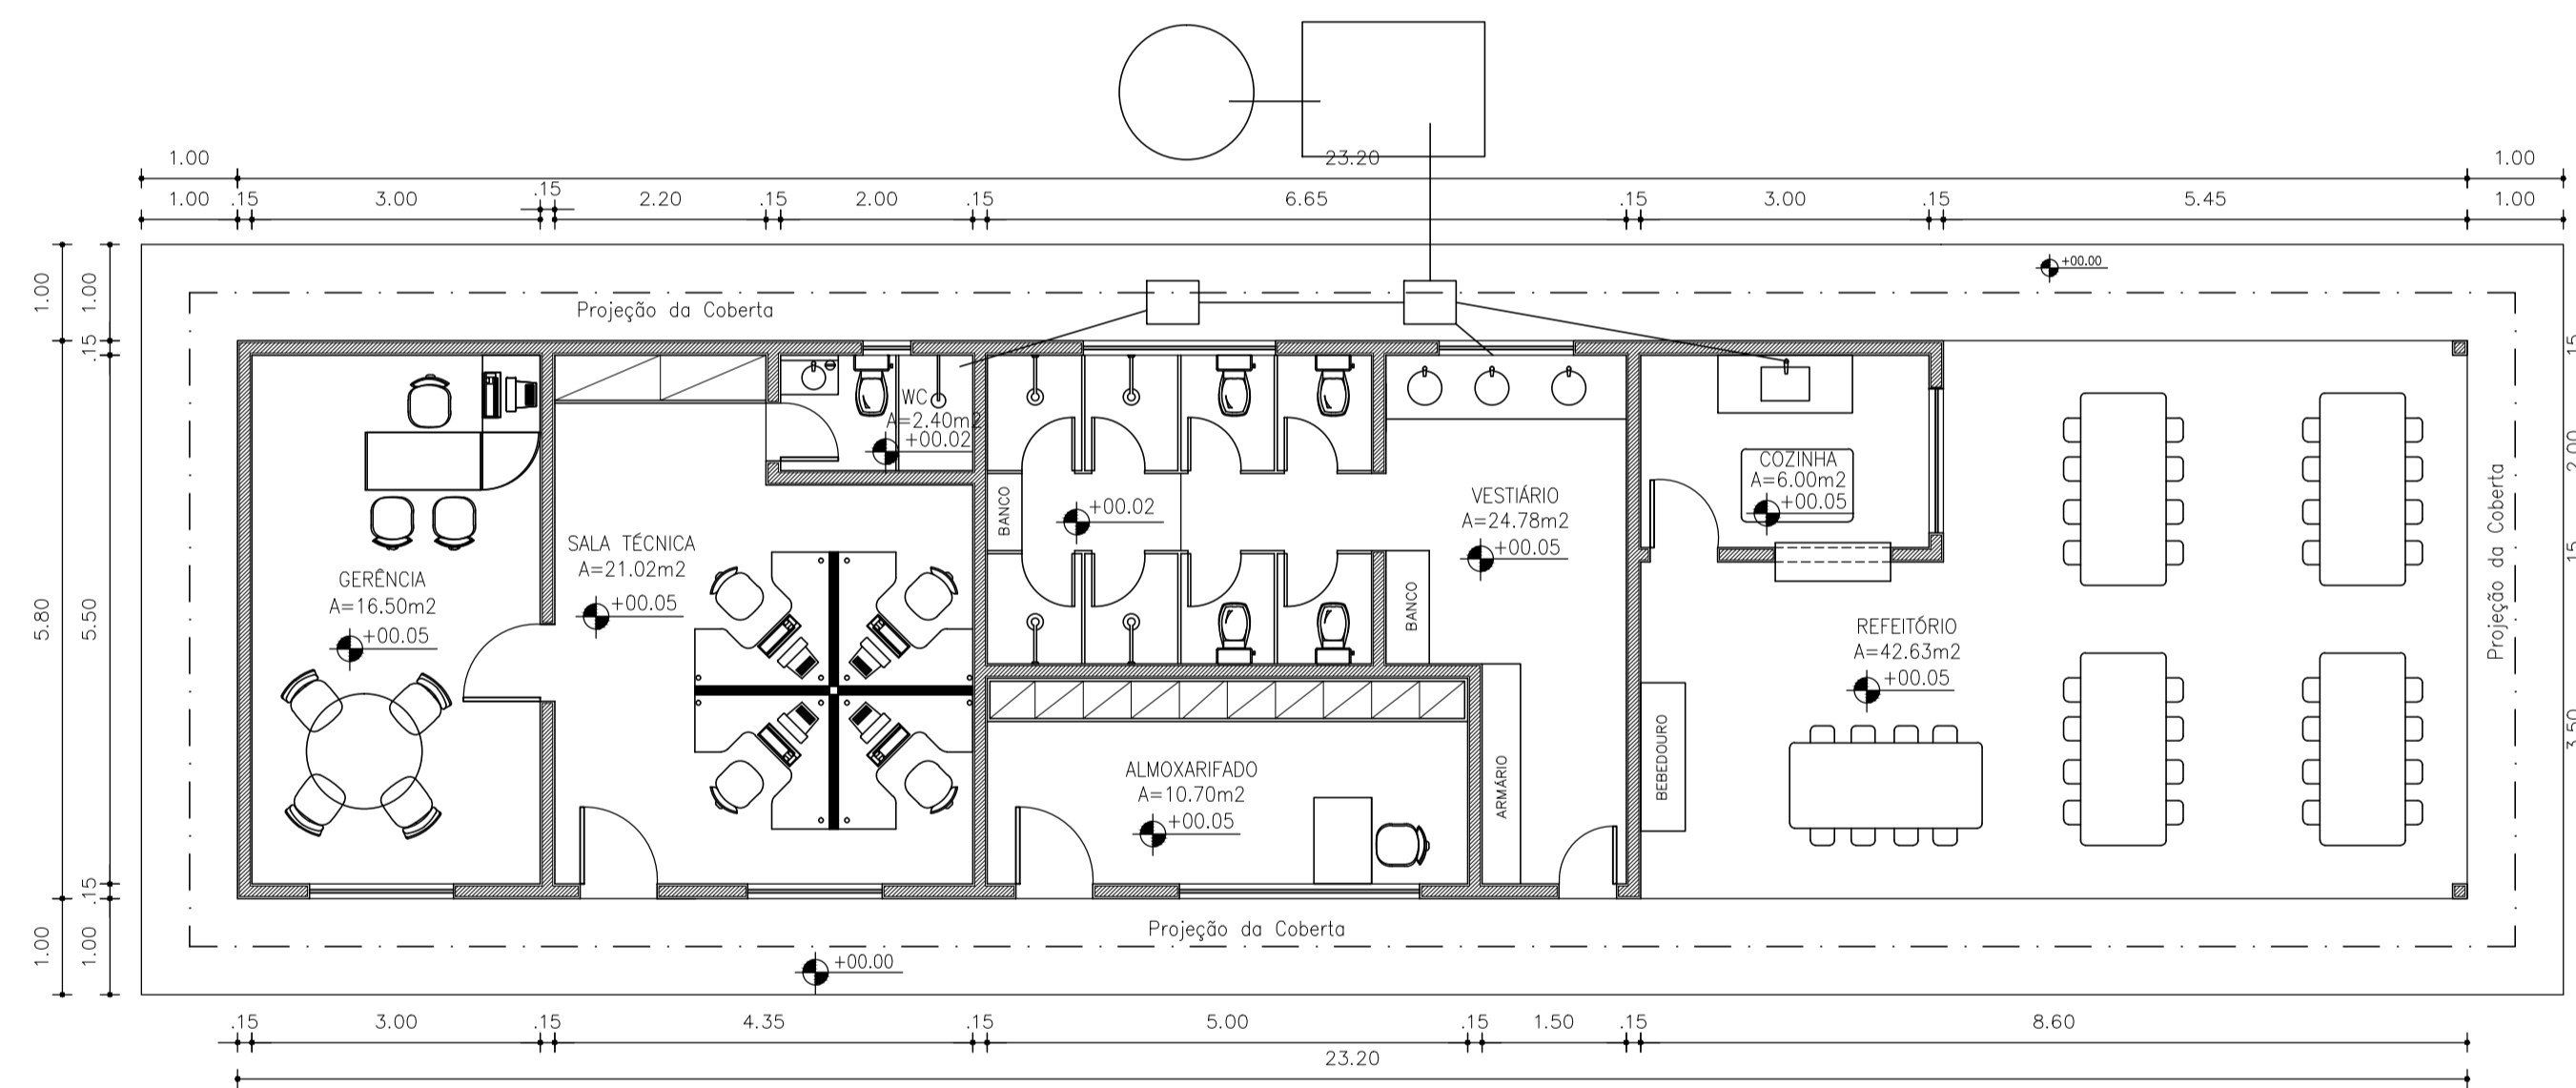 23.20
1.00
1.00
1.00
.15
3.00
.15
2.20
.15
2.00
.15
6.65
.15
3.00
.15
5.45
1.00
+00.00
Projeção da Coberta
1.00
1.00
.15
5.80
5.50
.15
1.00
1.00
WC
A=2.40m2
+00.02
GERÊNCIA
A=16.50m2
+00.05
SALA TÉCNICA
A=21.02m2
+00.05
BANCO
+00.02
VESTIÁRIO
A=24.78m2
+00.05
BANCO
COZINHA
A=6.00m2
+00.05
REFEITÓRIO
A=42.63m2
+00.05
BEBEDOURO
ARMÁRIO
ALMOXARIFADO
A=10.70m2
+00.05
Projeção da Coberta
.15
2.00
.15
3.50
Projeção da Coberta
+00.00
.15
3.00
.15
4.35
.15
5.00
.15
1.50
.15
8.60
23.20